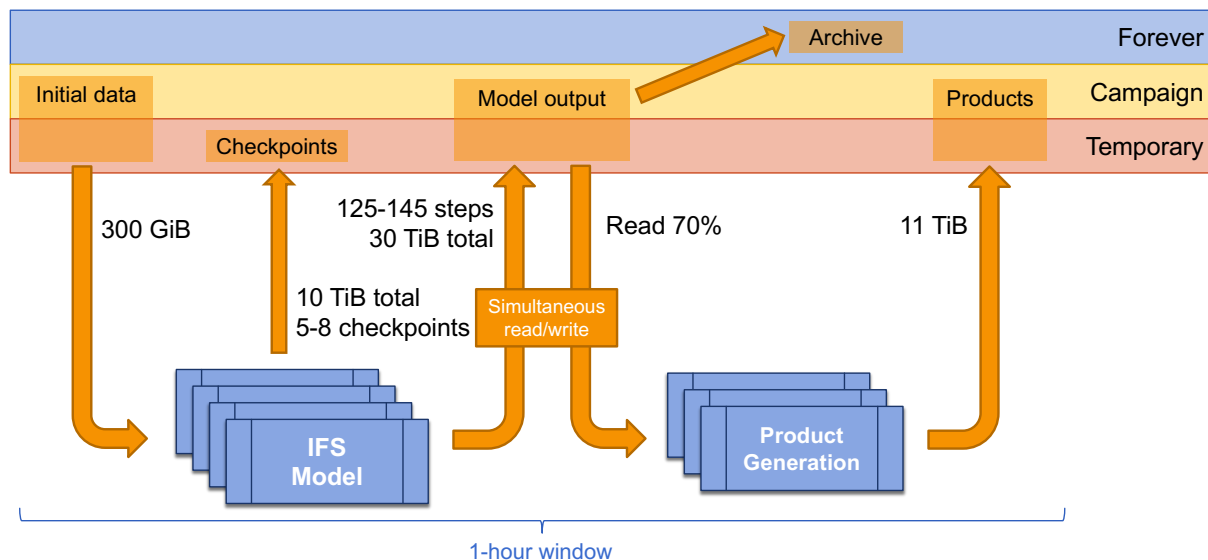 Archive
Forever
Initial data
Model output
Products
Campaign
Checkpoints
Temporary
300 GiB
125-145 steps
30 TiB total
Read 70%
11 TiB
10 TiB total
5-8 checkpoints
Simultaneous
read/write
IFS
Model
Product
Generation
1-hour window